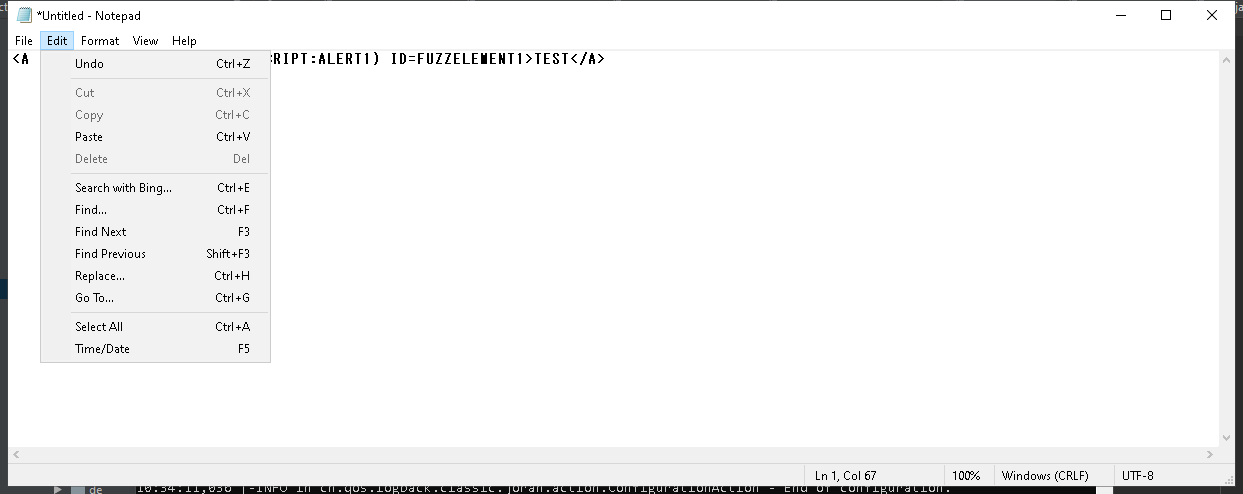 *Untitled - Notepad
File Edit Format View Help
<A RIPT:ALERT1) ID=FUZZELEMENT1>TEST</A>
Undo Ctrl+Z
Cut Ctrl+X
Copy Ctrl+C
Paste Ctrl+V
Delete Del
Search with Bing... Ctrl+E
Find... Ctrl+F
Find Next F3
Find Previous Shift+F3
Replace... Ctrl+H
Go To... Ctrl+G
Select All Ctrl+A
Time/Date F5
Ln 1, Col 67 100% Windows (CRLF) UTF-8
de 10:54:11,056 |-INFO in ch.qos.logback.classic.joran.action.ConfigurationAction - End of configuration.